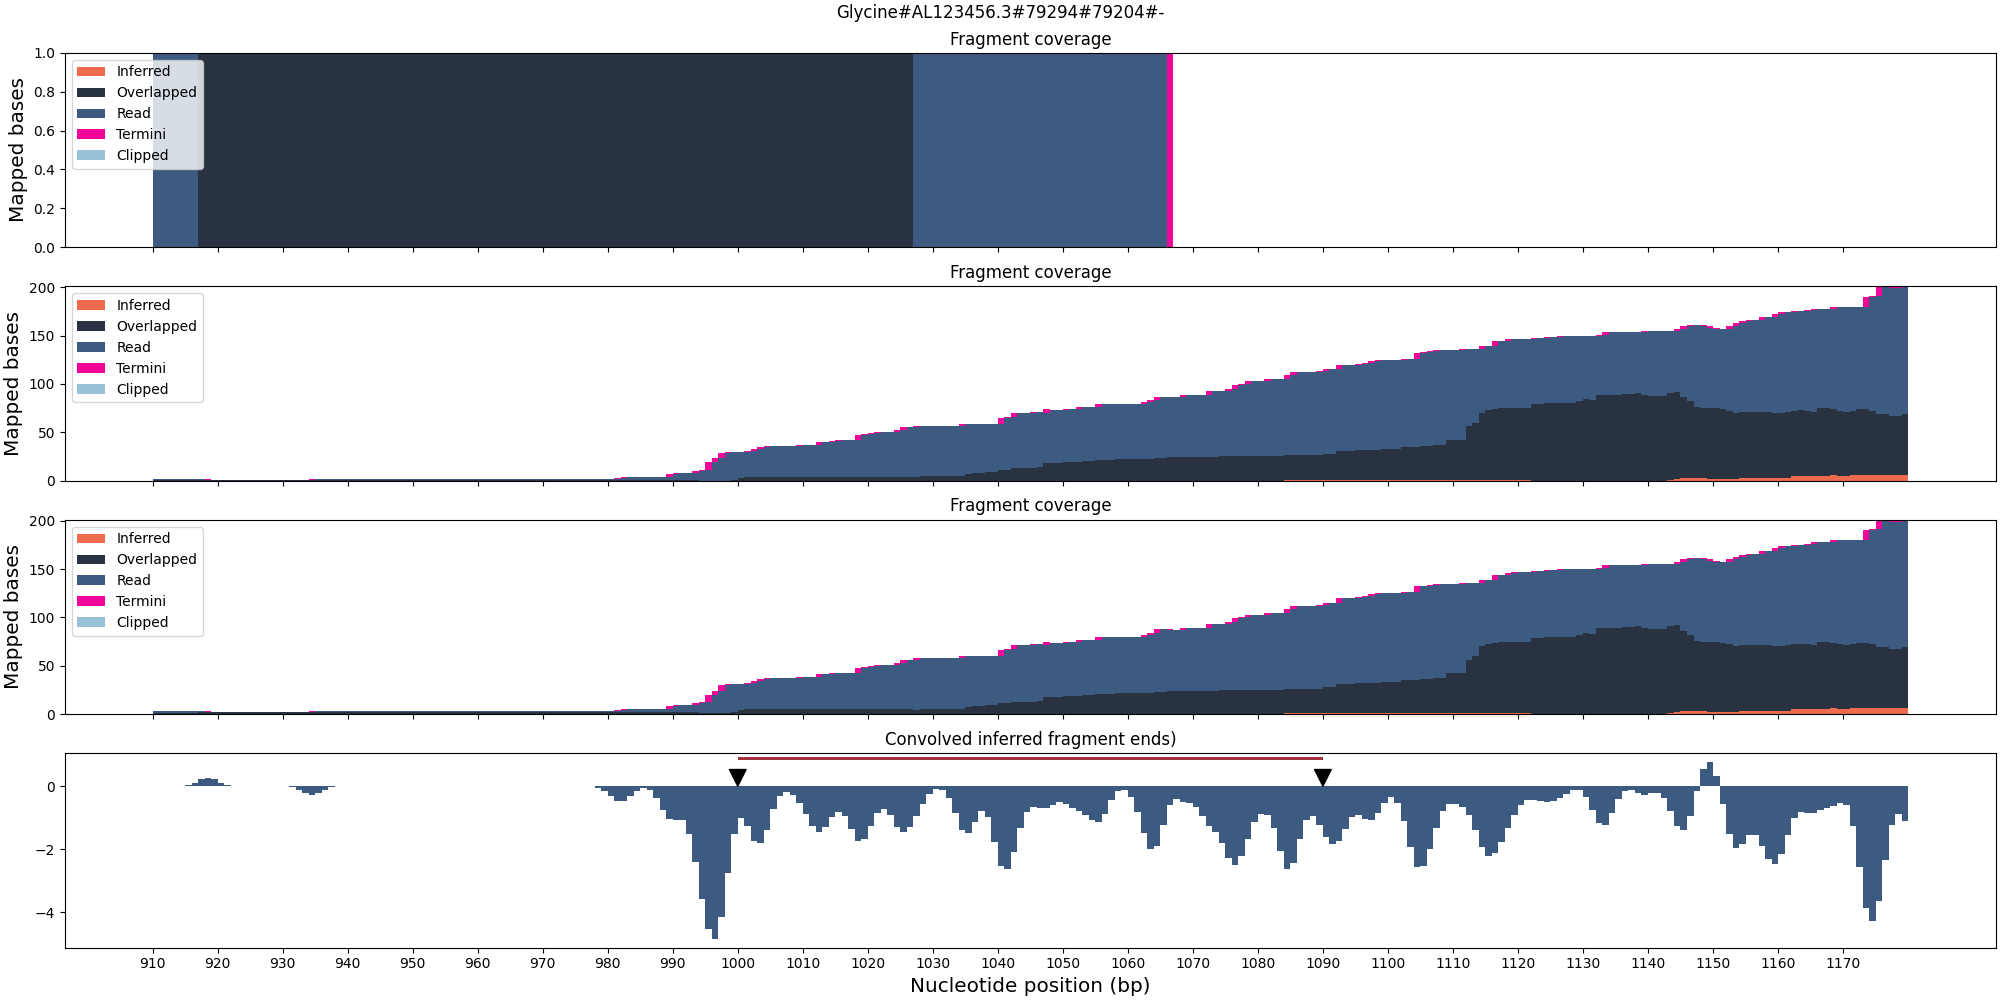 Glycine#AL123456.3#79294#79204#-
Fragment coverage
Mapped bases
1.0
0.8
0.6
0.4
0.2
0.0
Inferred
Overlapped
Read
Termini
Clipped
Fragment coverage
Mapped bases
200
150
100
50
0
Inferred
Overlapped
Read
Termini
Clipped
Fragment coverage
Mapped bases
200
150
100
50
0
Inferred
Overlapped
Read
Termini
Clipped
Convolved inferred fragment ends)
0
−2
−4
910 920 930 940 950 960 970 980 990 1000 1010 1020 1030 1040 1050 1060 1070 1080 1090 1100 1110 1120 1130 1140 1150 1160 1170
Nucleotide position (bp)